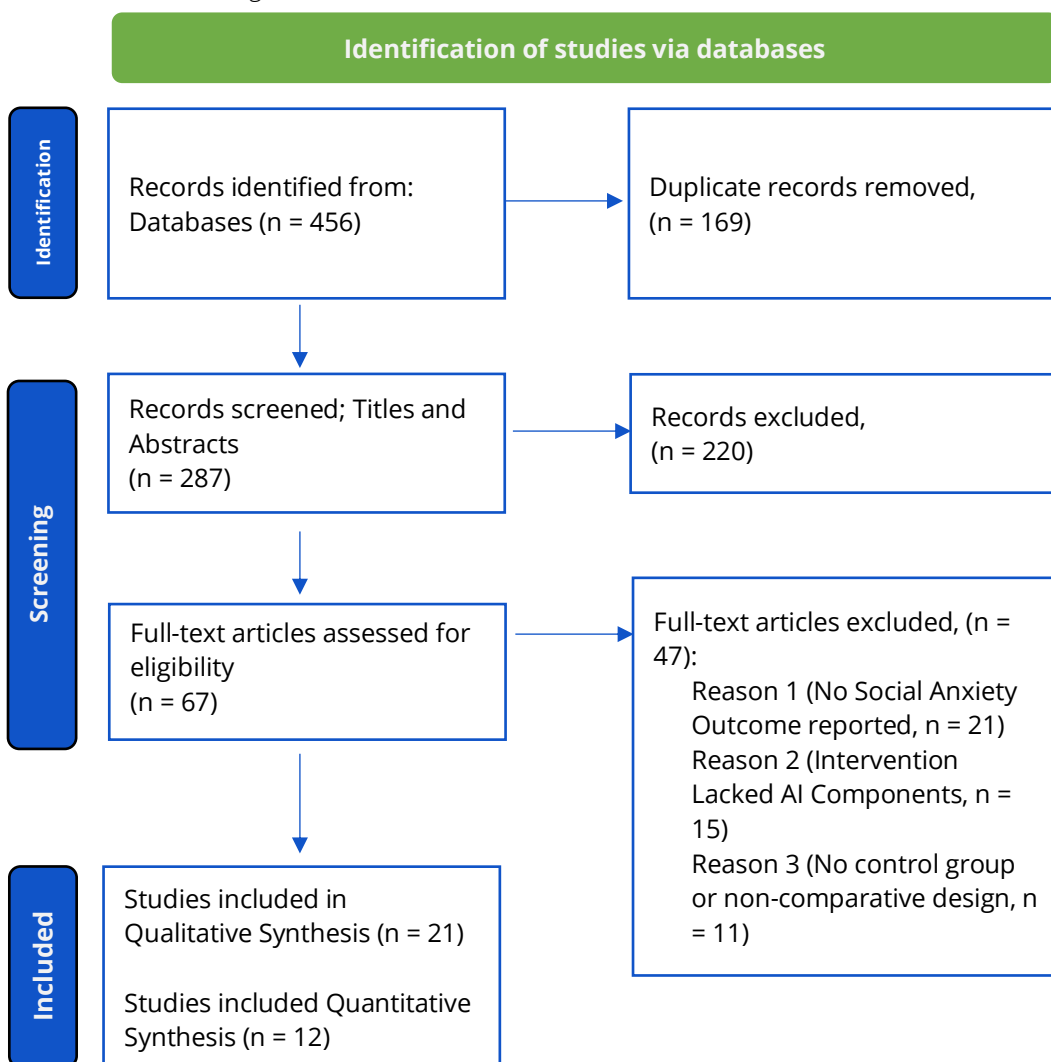 Identification of studies via databases
Identification
Records identified from:
Databases (n = 456)
Duplicate records removed,
(n = 169)
Screening
Records screened; Titles and
Abstracts
(n = 287)
Records excluded,
(n = 220)
Full-text articles assessed for
eligibility
(n = 67)
Full-text articles excluded, (n =
47):
Reason 1 (No Social Anxiety
Outcome reported, n = 21)
Reason 2 (Intervention
Lacked AI Components, n =
15)
Reason 3 (No control group
or non-comparative design, n
= 11)
Included
Studies included in
Qualitative Synthesis (n = 21)
Studies included Quantitative
Synthesis (n = 12)